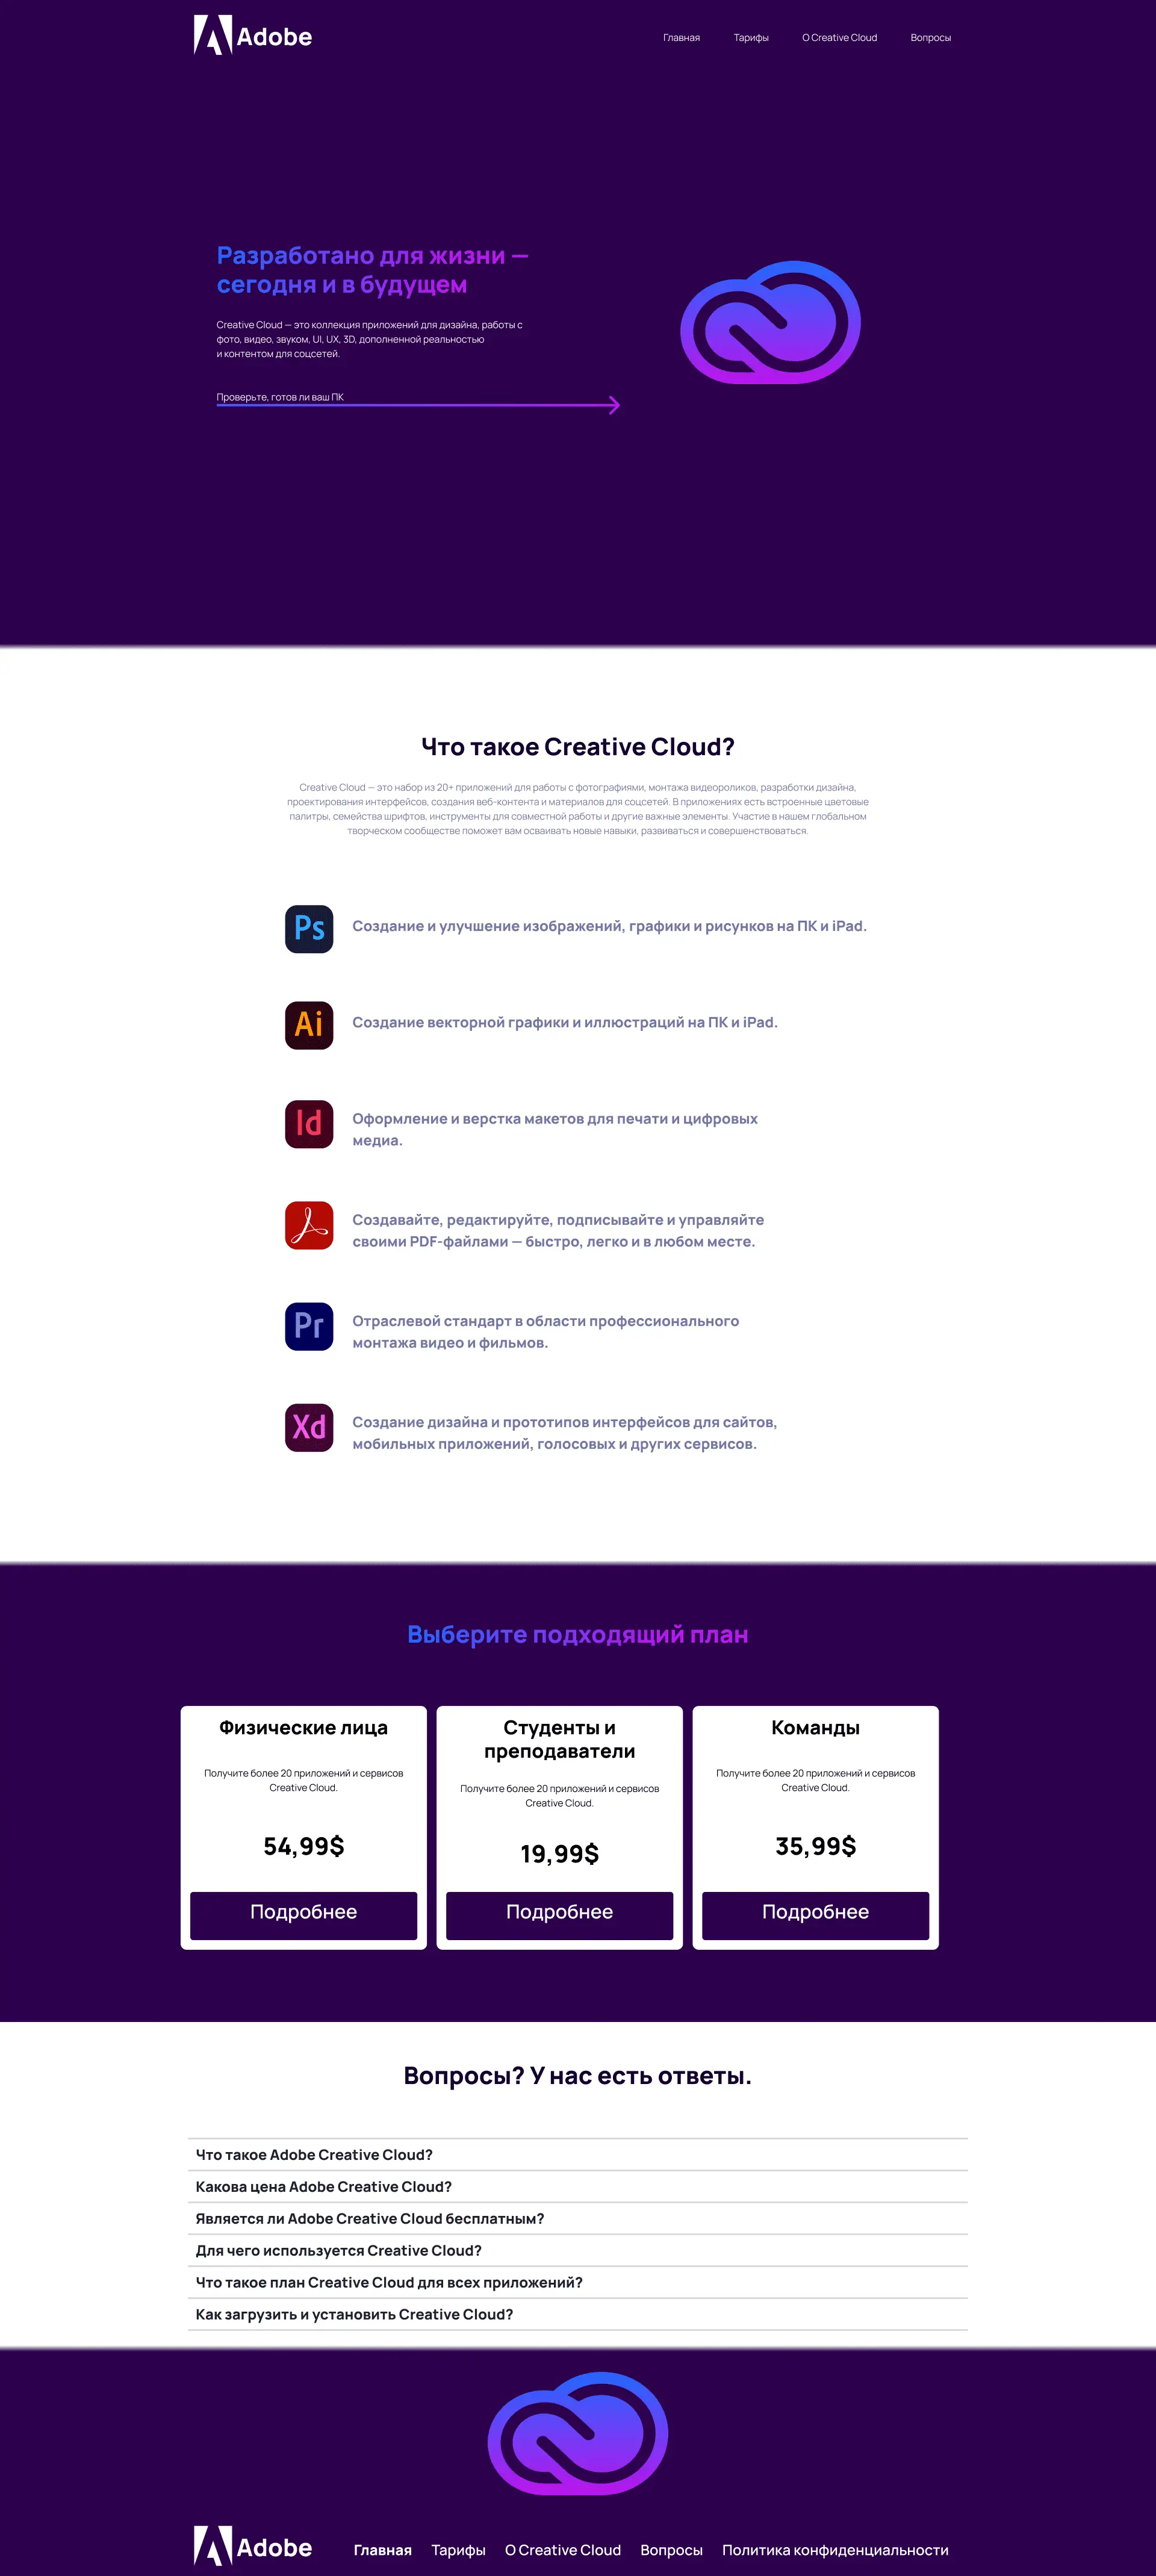 Adobe
Главная Тарифы О Creative Cloud Вопросы
Разработано для жизни —
сегодня и в будущем
Creative Cloud — это коллекция приложений для дизайна, работы с
фото, видео, звуком, UI, UX, 3D, дополненной реальностью
и контентом для соцсетей.
Проверьте, готов ли ваш ПК
Что такое Creative Cloud?
Creative Cloud — это набор из 20+ приложений для работы с фотографиями, монтажа видеороликов, разработки дизайна,
проектирования интерфейсов, создания веб-контента и материалов для соцсетей. В приложениях есть встроенные цветовые
палитры, семейства шрифтов, инструменты для совместной работы и другие важные элементы. Участие в нашем глобальном
творческом сообществе поможет вам осваивать новые навыки, развиваться и совершенствоваться.
Ps
Создание и улучшение изображений, графики и рисунков на ПК и iPad.
Ai
Создание векторной графики и иллюстраций на ПК и iPad.
Id
Оформление и верстка макетов для печати и цифровых
медиа.
Создавайте, редактируйте, подписывайте и управляйте
своими PDF-файлами — быстро, легко и в любом месте.
Pr
Отраслевой стандарт в области профессионального
монтажа видео и фильмов.
Xd
Создание дизайна и прототипов интерфейсов для сайтов,
мобильных приложений, голосовых и других сервисов.
Выберите подходящий план
Физические лица
Получите более 20 приложений и сервисов
Creative Cloud.
54,99$
Подробнее
Студенты и
преподаватели
Получите более 20 приложений и сервисов
Creative Cloud.
19,99$
Подробнее
Команды
Получите более 20 приложений и сервисов
Creative Cloud.
35,99$
Подробнее
Вопросы? У нас есть ответы.
Что такое Adobe Creative Cloud?
Какова цена Adobe Creative Cloud?
Является ли Adobe Creative Cloud бесплатным?
Для чего используется Creative Cloud?
Что такое план Creative Cloud для всех приложений?
Как загрузить и установить Creative Cloud?
Adobe
Главная Тарифы О Creative Cloud Вопросы Политика конфиденциальности